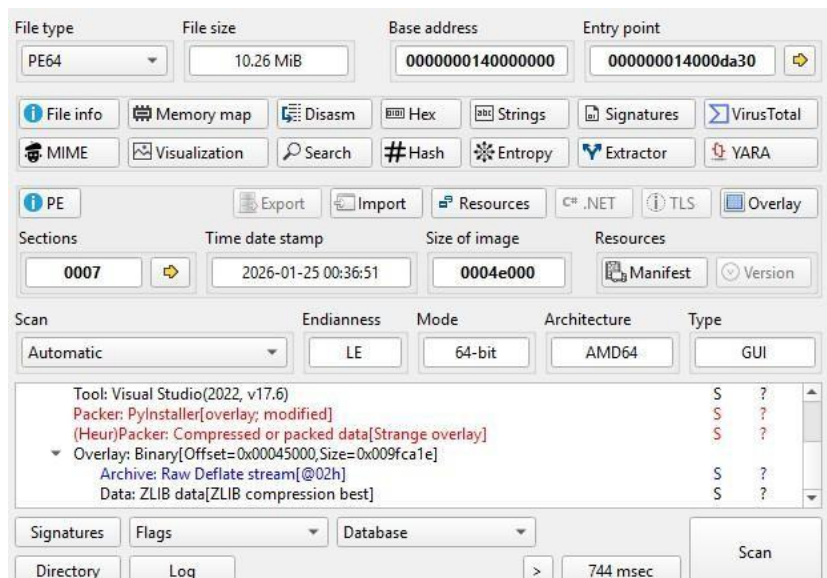 File type File size Base address Entry point
PE64 10.26 MiB 0000000140000000 000000014000da30
File info Memory map Disasm Hex Strings Signatures VirusTotal
MIME Visualization Search Hash Entropy Extractor YARA
PE Export Import Resources C# .NET TLS Overlay
Sections Time date stamp Size of image Resources
0007 2026-01-25 00:36:51 0004e000 Manifest Version
Scan Endianness Mode Architecture Type
Automatic LE 64-bit AMD64 GUI
Tool: Visual Studio(2022, v17.6) S ?
Packer: PyInstaller[overlay; modified] S ?
(Heur)Packer: Compressed or packed data[Strange overlay] S ?
Overlay: Binary[Offset=0x00045000,Size=0x009fca1e]
Archive: Raw Deflate stream[@02h] S ?
Data: ZLIB data[ZLIB compression best] S ?
Signatures Flags Database Scan
Directory Log > 744 msec